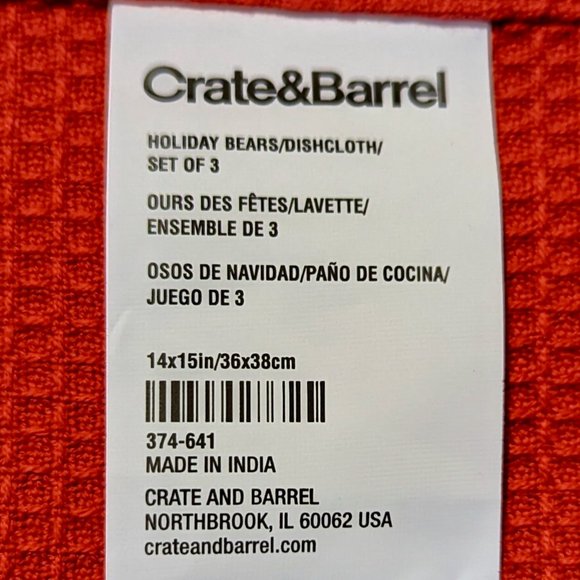 Crate&Barrel
HOLIDAY BEARS/DISHCLOTH/
SET OF 3
OURS DES FÊTES/LAVETTE/
ENSEMBLE DE 3
OSOS DE NAVIDAD/PAÑO DE COCINA/
JUEGO DE 3
14x15in/36x38cm
374-641
MADE IN INDIA
CRATE AND BARREL
NORTHBROOK, IL 60062 USA
crateandbarrel.com